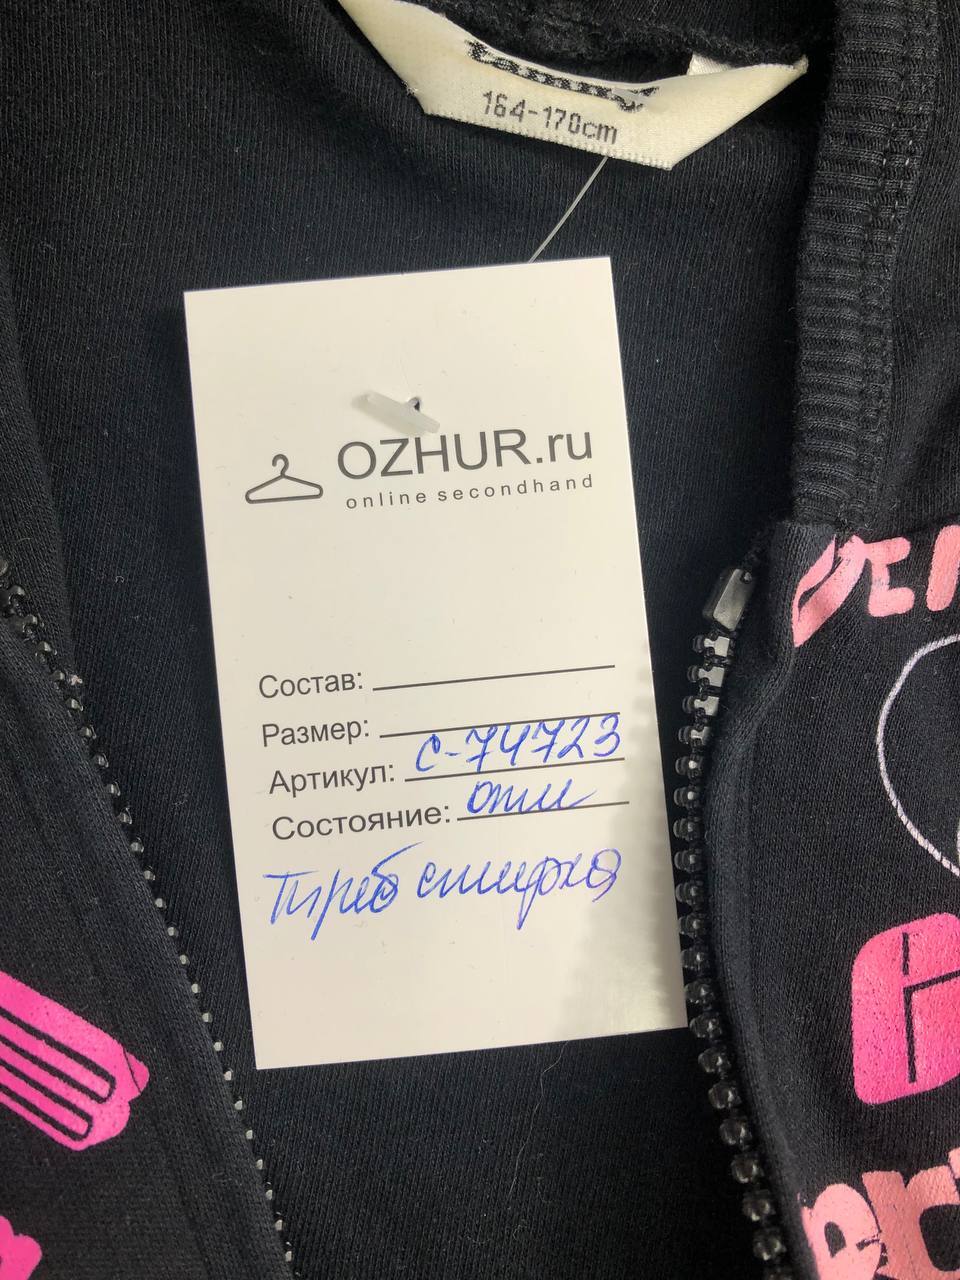 164-170cm
OZHUR.ru
online secondhand
Состав:
Размер:
Артикул: С-74723
Состояние: отл
Треб стирка